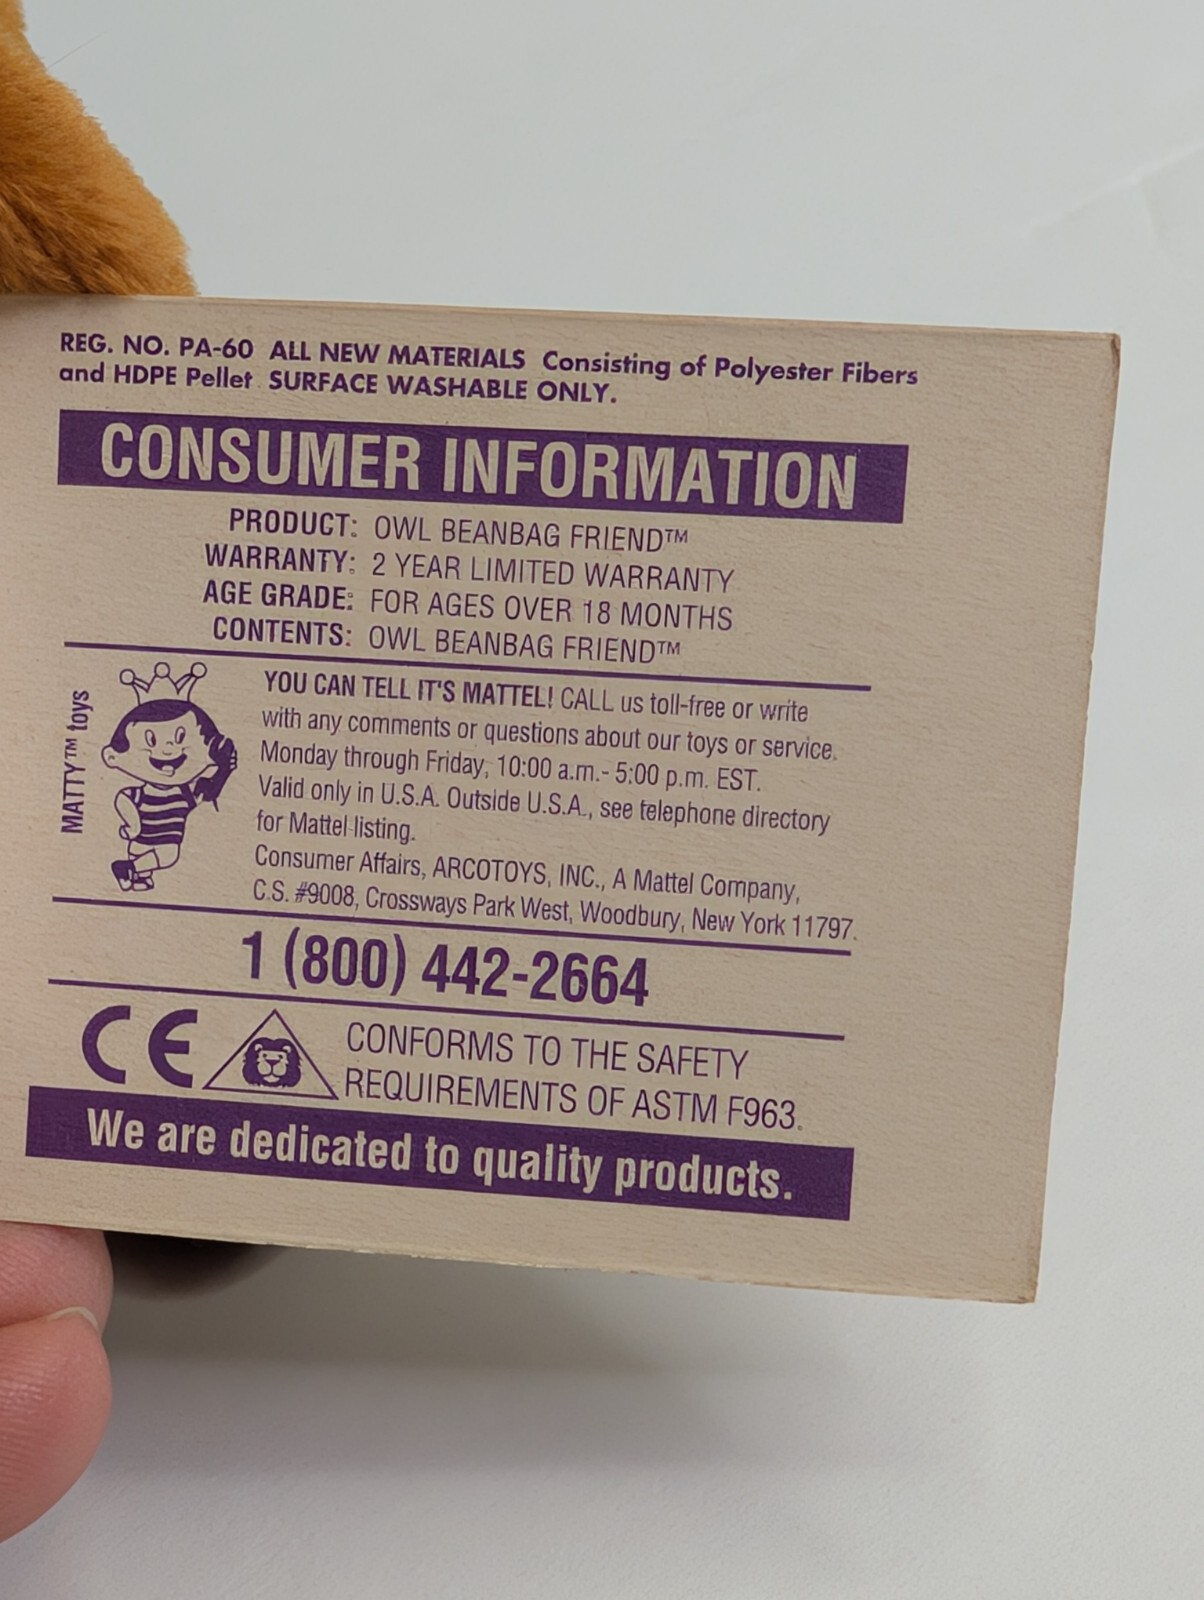 REG. NO. PA-60 ALL NEW MATERIALS Consisting of Polyester Fibers
and HDPE Pellet SURFACE WASHABLE ONLY.
CONSUMER INFORMATION
PRODUCT: OWL BEANBAG FRIEND™
WARRANTY: 2 YEAR LIMITED WARRANTY
AGE GRADE: FOR AGES OVER 18 MONTHS
CONTENTS: OWL BEANBAG FRIEND™
MATTY™ toys
YOU CAN TELL IT'S MATTEL! CALL us toll-free or write
with any comments or questions about our toys or service.
Monday through Friday, 10:00 a.m.- 5:00 p.m. EST.
Valid only in U.S.A. Outside U.S.A., see telephone directory
for Mattel listing.
Consumer Affairs, ARCOTOYS, INC., A Mattel Company,
C.S. #9008, Crossways Park West, Woodbury, New York 11797.
1 (800) 442-2664
CE
CONFORMS TO THE SAFETY
REQUIREMENTS OF ASTM F963.
We are dedicated to quality products.